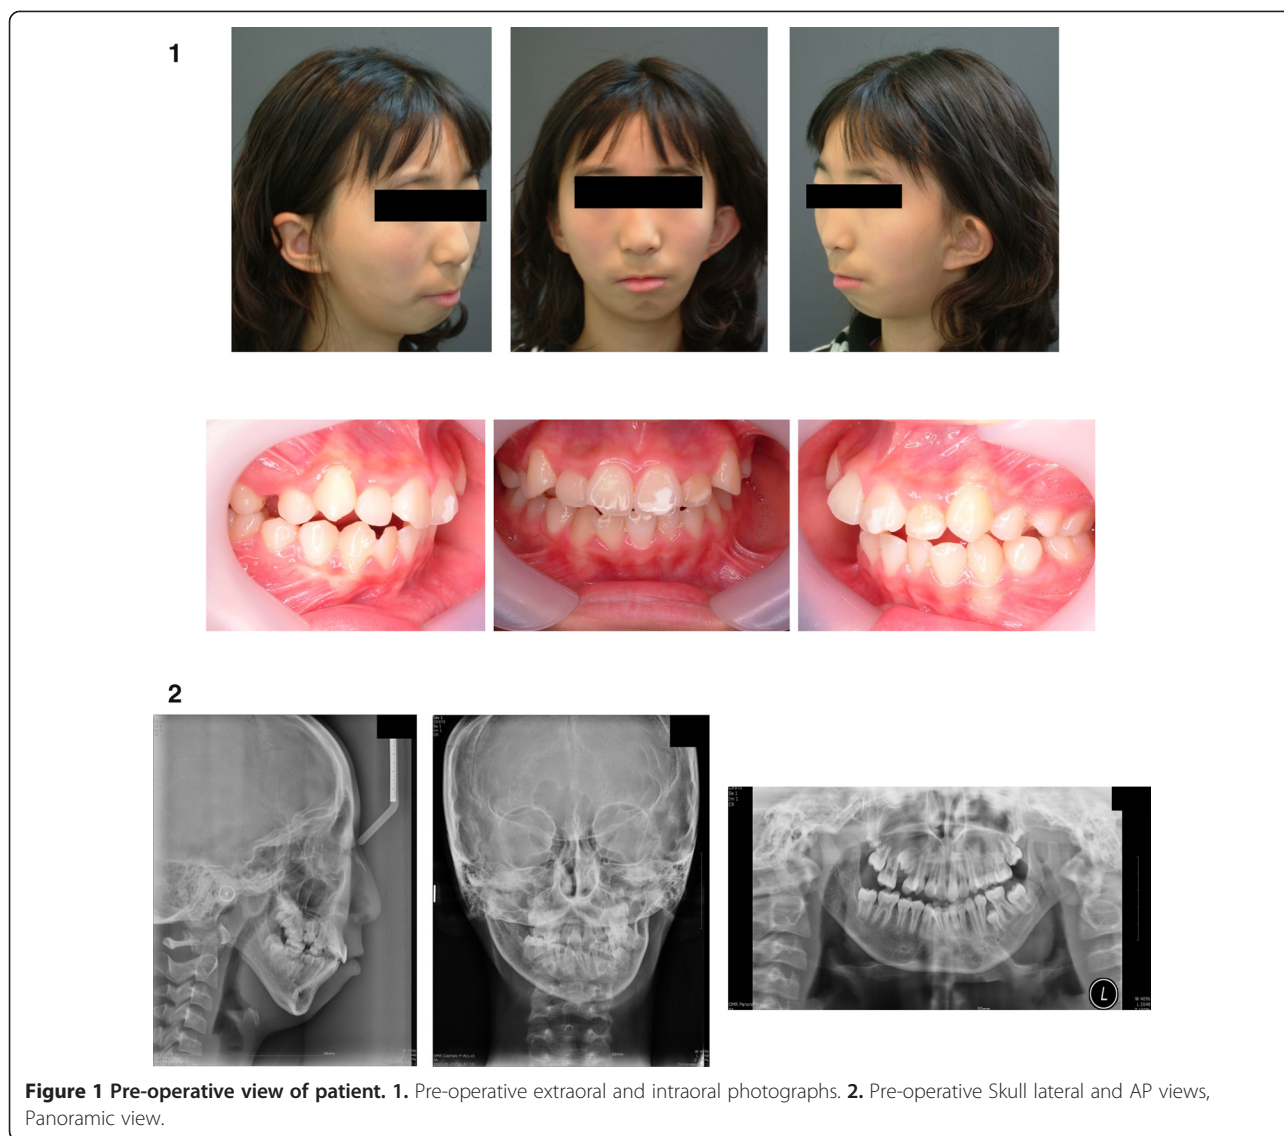 1
2
L
Figure 1 Pre-operative view of patient. 1. Pre-operative extraoral and intraoral photographs. 2. Pre-operative Skull lateral and AP views,
Panoramic view.